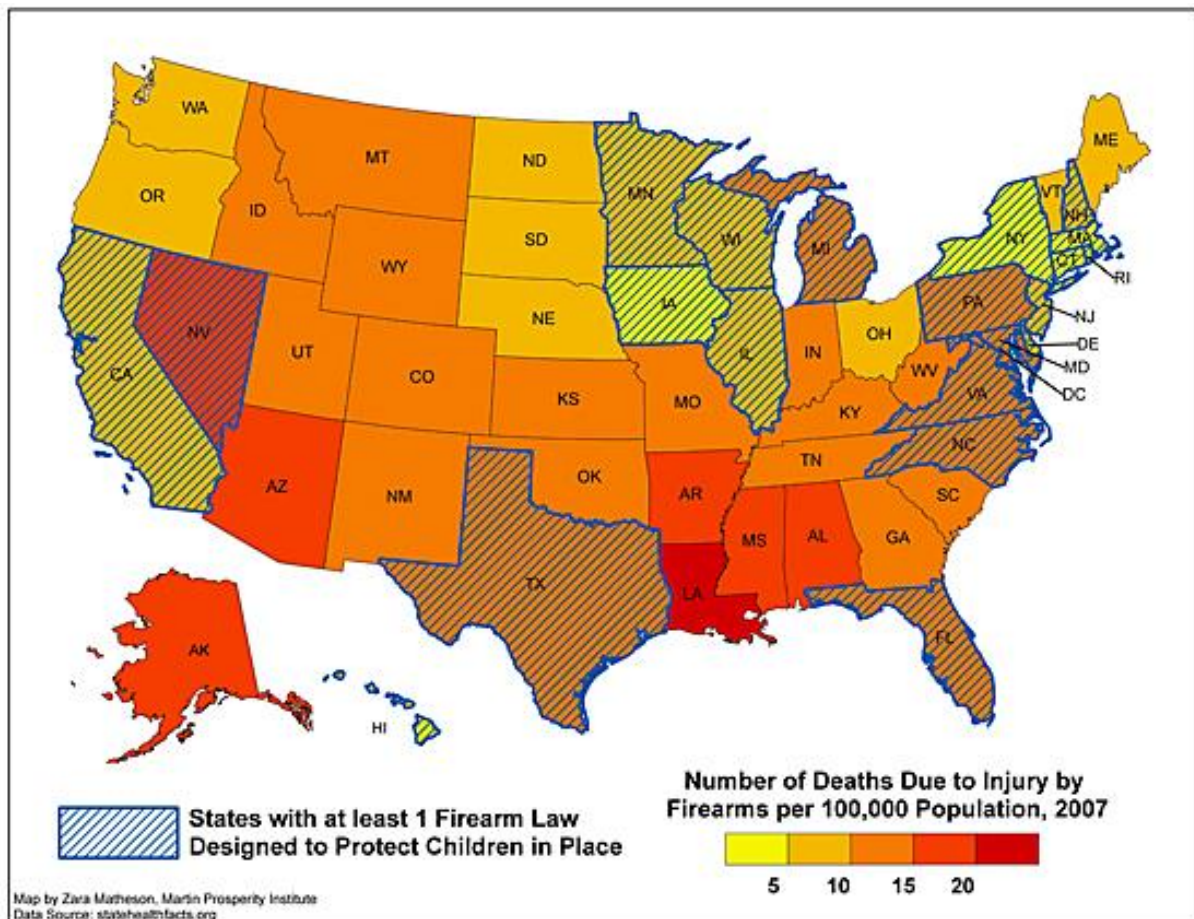 WA
MT
ND
MN
ME
VT
NH
OR
ID
SD
WI
MI
NY
MA
CT
RI
WY
IA
PA
NJ
NE
OH
DE
NV
UT
IL
IN
WV
MD
CA
CO
KS
MO
KY
VA
DC
NC
TN
AZ
NM
OK
AR
SC
MS
AL
GA
TX
LA
FL
AK
HI
States with at least 1 Firearm Law
Designed to Protect Children in Place
Number of Deaths Due to Injury by
Firearms per 100,000 Population, 2007
5 10 15 20
Map by Zara Matheson, Martin Prosperity Institute
Data Source: statehealthfacts.org